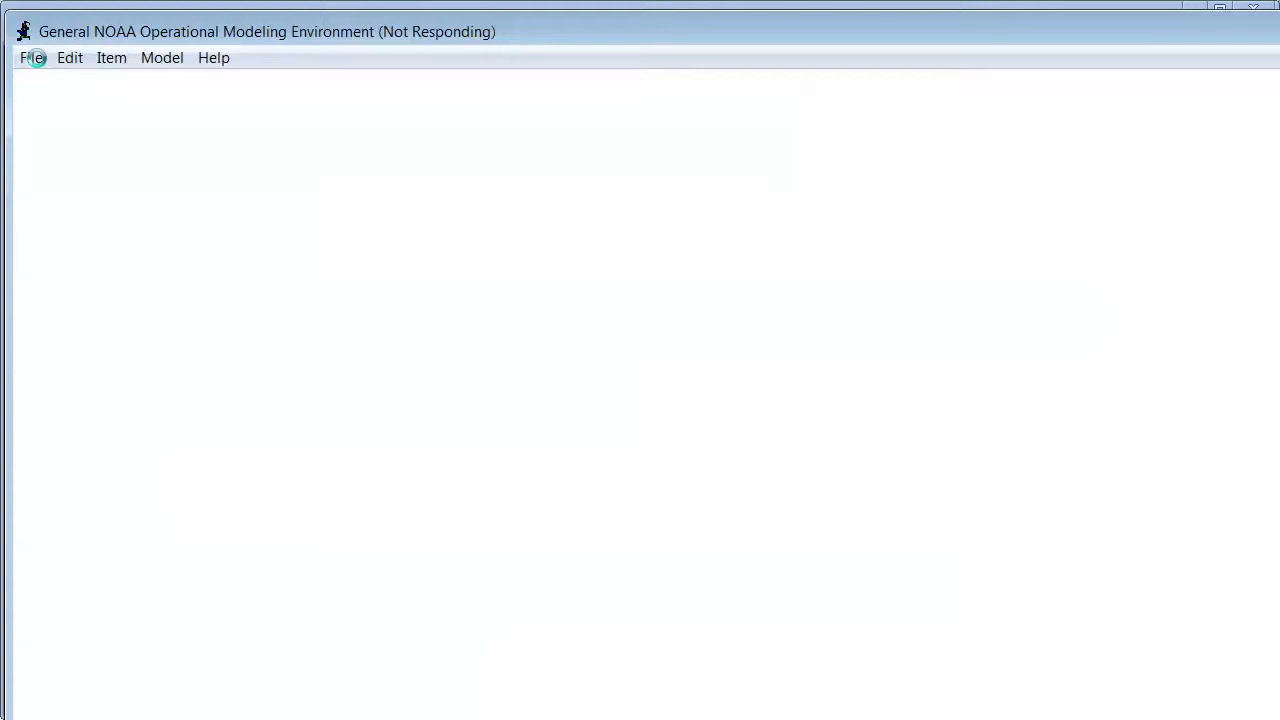 General NOAA Operational Modeling Environment (Not Responding)
File Edit Item Model Help